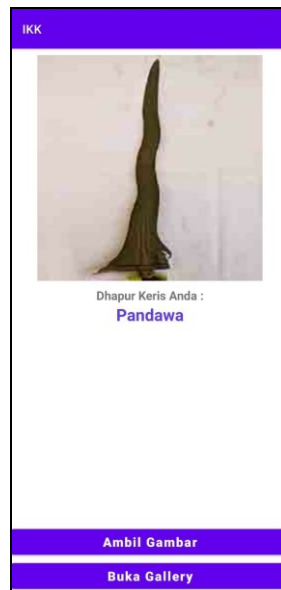 IKK
Dhapur Keris Anda :
Pandawa
Ambil Gambar
Buka Gallery